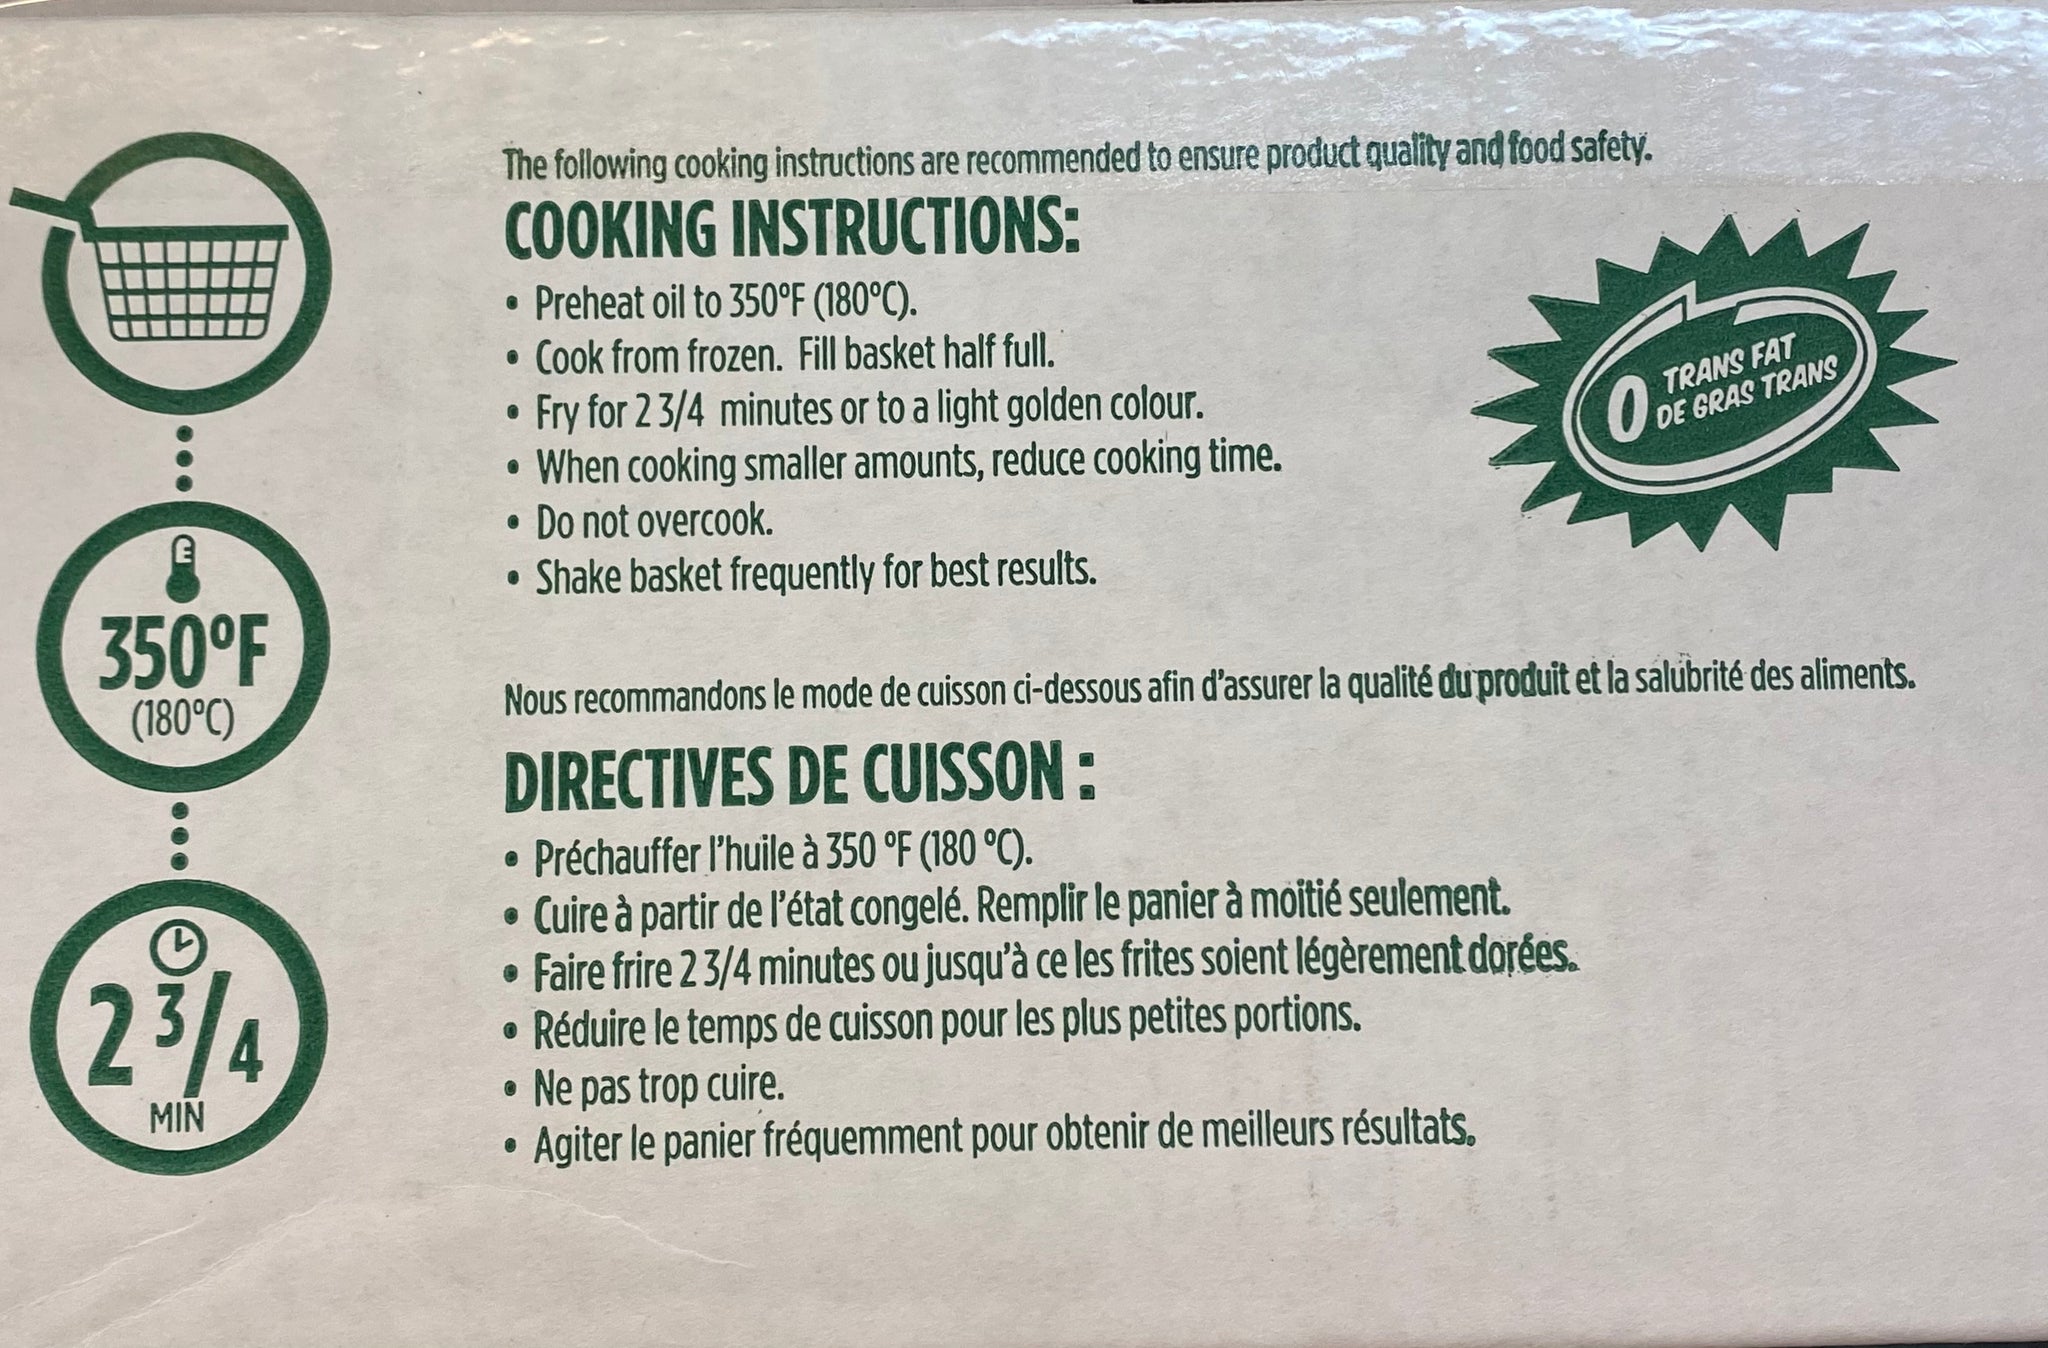 The following cooking instructions are recommended to ensure product quality and food safety.
COOKING INSTRUCTIONS:
• Preheat oil to 350°F (180°C).
• Cook from frozen. Fill basket half full.
• Fry for 2 3/4 minutes or to a light golden colour.
• When cooking smaller amounts, reduce cooking time.
• Do not overcook.
• Shake basket frequently for best results.
0 TRANS FAT
DE GRAS TRANS
350°F
(180°C)
2 3/4
MIN
Nous recommandons le mode de cuisson ci-dessous afin d'assurer la qualité du produit et la salubrité des aliments.
DIRECTIVES DE CUISSON :
• Préchauffer l'huile à 350 °F (180 °C).
• Cuire à partir de l'état congelé. Remplir le panier à moitié seulement.
• Faire frire 2 3/4 minutes ou jusqu'à ce les frites soient légèrement dorées.
• Réduire le temps de cuisson pour les plus petites portions.
• Ne pas trop cuire.
• Agiter le panier fréquemment pour obtenir de meilleurs résultats.